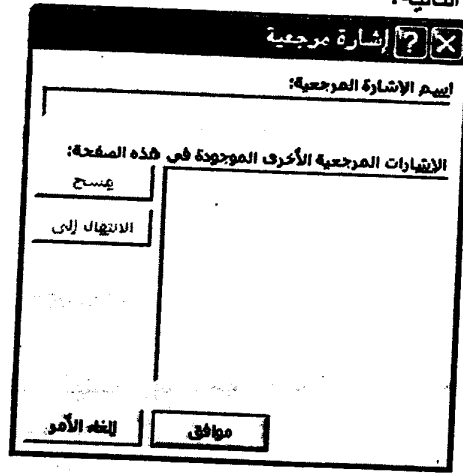 التالية:
إشارة مرجعية
اسم الإشارة المرجعية:
الإشارات المرجعية الأخرى الموجودة في هذه الصفحة:
مسح
الانتقال إلى
موافق
إلغاء الأمر